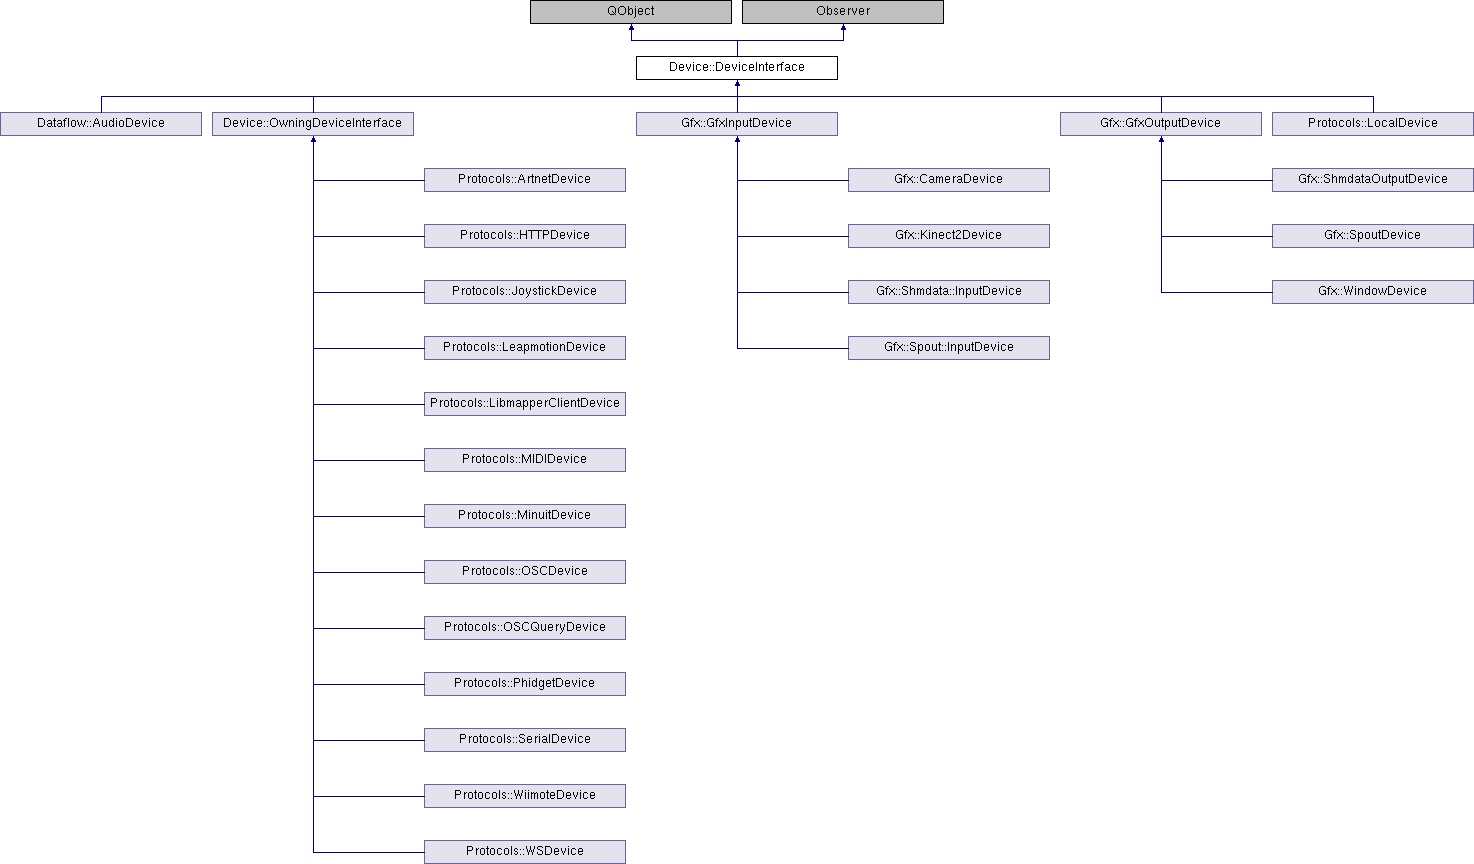 QObject
Observer
Device::DeviceInterface
Dataflow::AudioDevice
Device::OwningDeviceInterface
Gfx::GfxInputDevice
Gfx::GfxOutputDevice
Protocols::LocalDevice
Protocols::ArtnetDevice
Gfx::CameraDevice
Gfx::ShmdataOutputDevice
Protocols::HTTPDevice
Gfx::Kinect2Device
Gfx::SpoutDevice
Protocols::JoystickDevice
Gfx::Shmdata::InputDevice
Gfx::WindowDevice
Protocols::LeapmotionDevice
Gfx::Spout::InputDevice
Protocols::LibmapperClientDevice
Protocols::MIDIDevice
Protocols::MinuitDevice
Protocols::OSCDevice
Protocols::OSCQueryDevice
Protocols::PhidgetDevice
Protocols::SerialDevice
Protocols::WiimoteDevice
Protocols::WSDevice